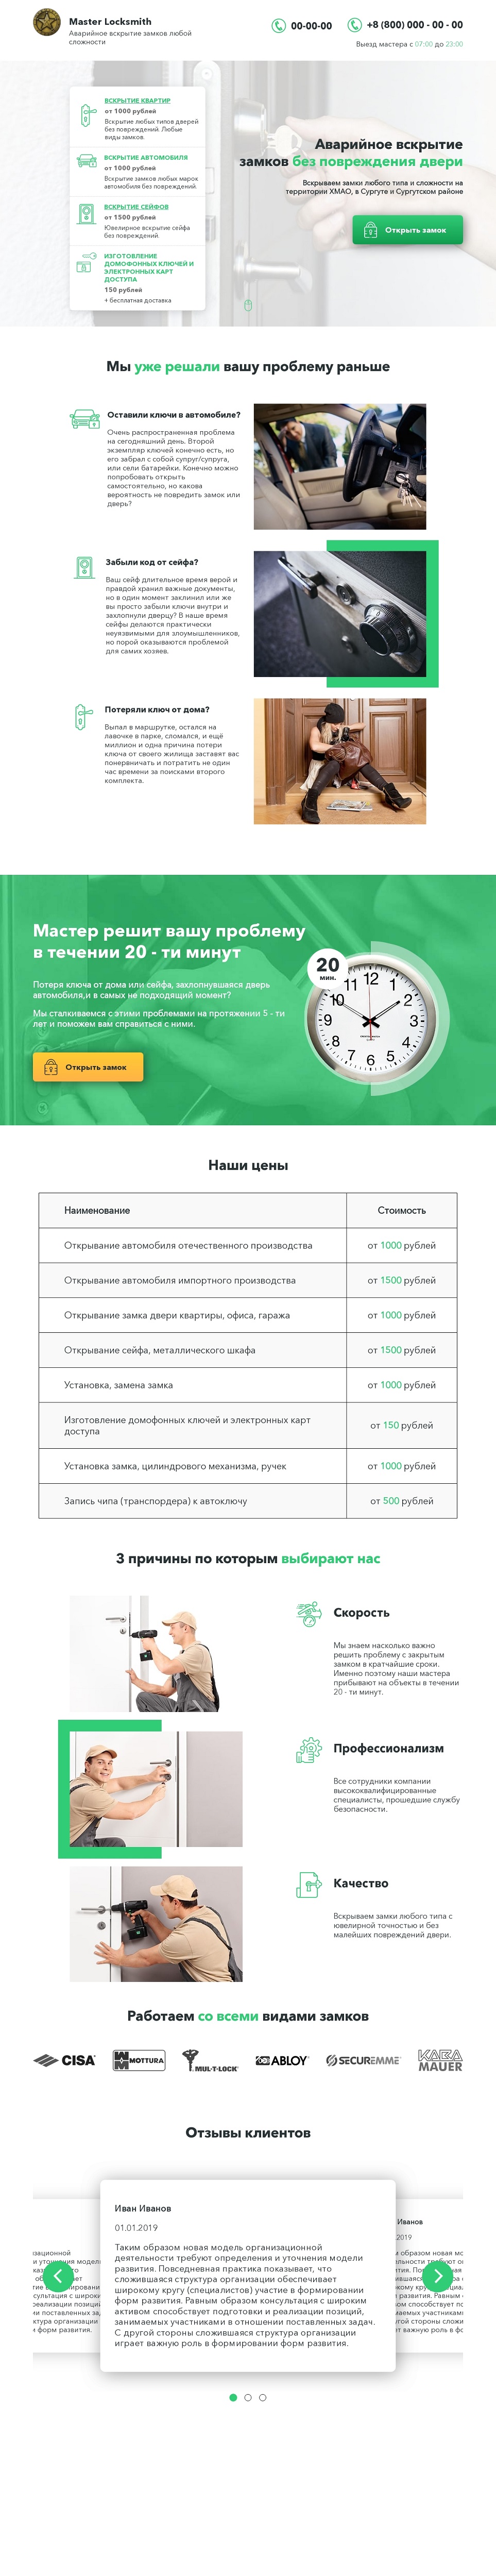 Master Locksmith
Аварийное вскрытие замков любой
сложности
00-00-00
+8 (800) 000 - 00 - 00
Выезд мастера с 07:00 до 23:00
ВСКРЫТИЕ КВАРТИР
от 1000 рублей
Вскрытие любых типов дверей
без повреждений. Любые
виды замков.
ВСКРЫТИЕ АВТОМОБИЛЯ
от 1000 рублей
Вскрытие замков любых марок
автомобиля без повреждений.
ВСКРЫТИЕ СЕЙФОВ
от 1500 рублей
Ювелирное вскрытие сейфа
без повреждений.
ИЗГОТОВЛЕНИЕ
ДОМОФОННЫХ КЛЮЧЕЙ И
ЭЛЕКТРОННЫХ КАРТ
ДОСТУПА
150 рублей
+ бесплатная доставка
Аварийное вскрытие
замков без повреждения двери
Вскрываем замки любого типа и сложности на
территории ХМАО, в Сургуте и Сургутском районе
Открыть замок
Мы уже решали вашу проблему раньше
Оставили ключи в автомобиле?
Очень распространенная проблема
на сегодняшний день. Второй
экземпляр ключей конечно есть, но
его забрал с собой супруг/супруга,
или сели батарейки. Конечно можно
попробовать открыть
самостоятельно, но какова
вероятность не повредить замок или
дверь?
Забыли код от сейфа?
Ваш сейф длительное время верой и
правдой хранил важные документы,
но в один момент заклинил или же
вы просто забыли ключи внутри и
захлопнули дверцу? В наше время
сейфы делаются практически
неуязвимыми для злоумышленников,
но порой оказываются проблемой
для самих хозяев.
Потеряли ключ от дома?
Выпал в маршрутке, остался на
лавочке в парке, сломался, и ещё
миллион и одна причина потери
ключа от своего жилища заставят вас
понервничать и потратить не один
час времени за поисками второго
комплекта.
Мастер решит вашу проблему
в течении 20 - ти минут
Потеря ключа от дома или сейфа, захлопнувшаяся дверь
автомобиля,и в самых не подходящий момент?
Мы сталкиваемся с этими проблемами на протяжении 5 - ти
лет и поможем вам справиться с ними.
Открыть замок
20
мин.
12
1
2
3
4
5
6
7
8
9
10
11
Наши цены
Наименование Стоимость
Открывание автомобиля отечественного производства от 1000 рублей
Открывание автомобиля импортного производства от 1500 рублей
Открывание замка двери квартиры, офиса, гаража от 1000 рублей
Открывание сейфа, металлического шкафа от 1500 рублей
Установка, замена замка от 1000 рублей
Изготовление домофонных ключей и электронных карт
доступа от 150 рублей
Установка замка, цилиндрового механизма, ручек от 1000 рублей
Запись чипа (транспордера) к автоключу от 500 рублей
3 причины по которым выбирают нас
Скорость
Мы знаем насколько важно
решить проблему с закрытым
замком в кратчайшие сроки.
Именно поэтому наши мастера
прибывают на объекты в течении
20 - ти минут.
Профессионализм
Все сотрудники компании
высококвалифицированные
специалисты, прошедшие службу
безопасности.
Качество
Вскрываем замки любого типа с
ювелирной точностью и без
малейших повреждений двери.
Работаем со всеми видами замков
CISA
MOTTURA
MUL-T-LOCK
ABLOY
SECUREMME
KABA
MAUER
Отзывы клиентов
Иван Иванов
01.01.2019
Таким образом новая модель организационной
деятельности требуют определения и уточнения модели
развития. Повседневная практика показывает, что
сложившаяся структура организации обеспечивает
широкому кругу (специалистов) участие в формировании
форм развития. Равным образом консультация с широким
активом способствует подготовки и реализации позиций,
занимаемых участниками в отношении поставленных задач.
С другой стороны сложившаяся структура организации
играет важную роль в формировании форм развития.